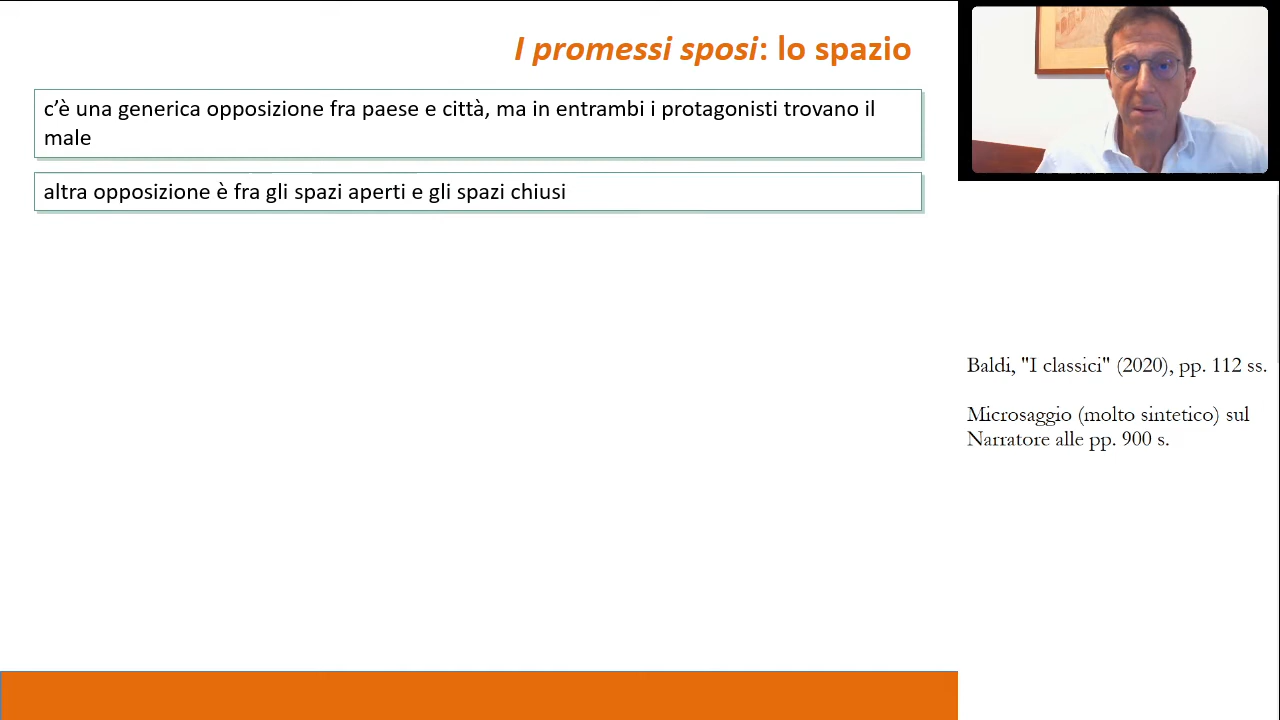 I promessi sposi: lo spazio
c’è una generica opposizione fra paese e città, ma in entrambi i protagonisti trovano il
male
altra opposizione è fra gli spazi aperti e gli spazi chiusi
Baldi, "I classici" (2020), pp. 112 ss.
Microsaggio (molto sintetico) sul
Narratore alle pp. 900 s.